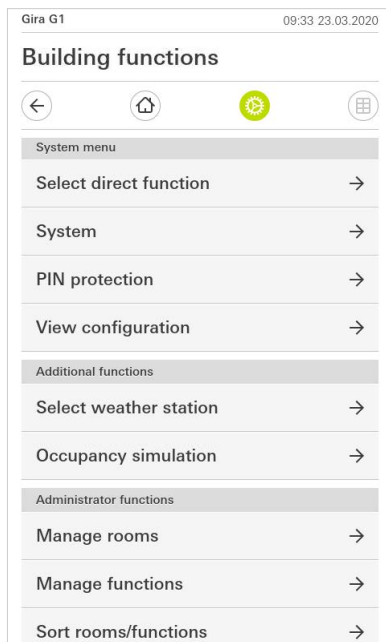 Gira G1
09:33 23.03.2020
Building functions
System menu
Select direct function
System
PIN protection
View configuration
Additional functions
Select weather station
Occupancy simulation
Administrator functions
Manage rooms
Manage functions
Sort rooms/functions